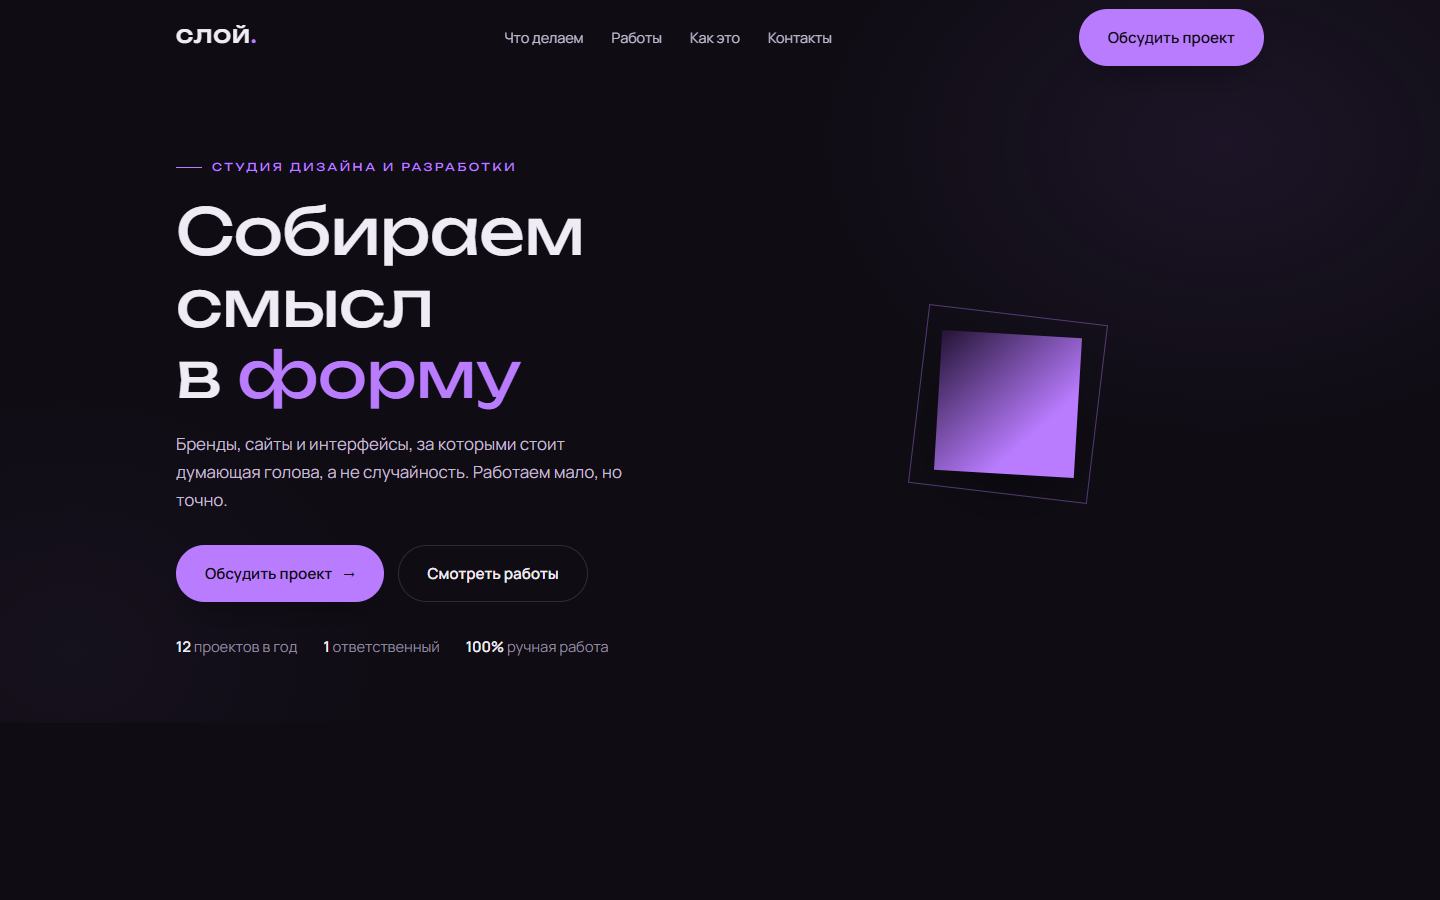 слой.
Что делаем
Работы
Как это
Контакты
Обсудить проект
СТУДИЯ ДИЗАЙНА И РАЗРАБОТКИ
Собираем
смысл
в форму
Бренды, сайты и интерфейсы, за которыми стоит
думающая голова, а не случайность. Работаем мало, но
точно.
Обсудить проект →
Смотреть работы
12 проектов в год
1 ответственный
100% ручная работа